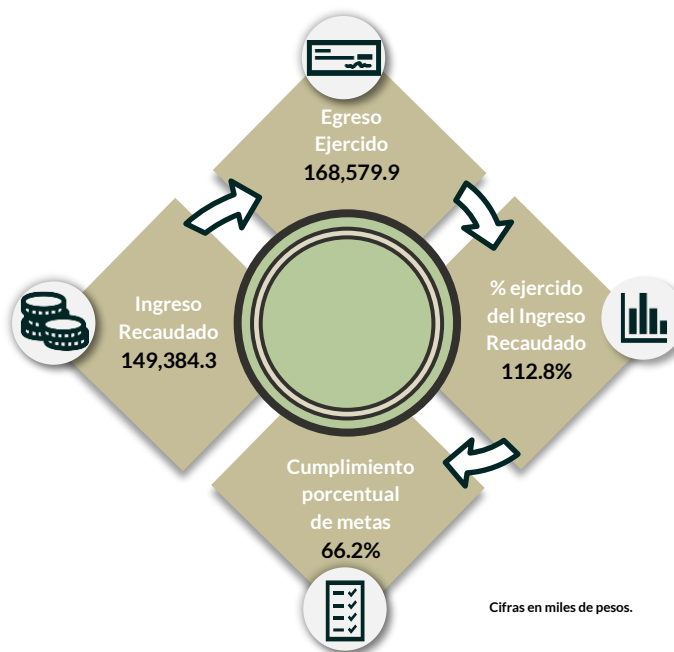 Egreso
Ejercido
168,579.9
Ingreso
Recaudado
149,384.3
% ejercido
del Ingreso
Recaudado
112.8%
Cumplimiento
porcentual
de metas
66.2%
Cifras en miles de pesos.